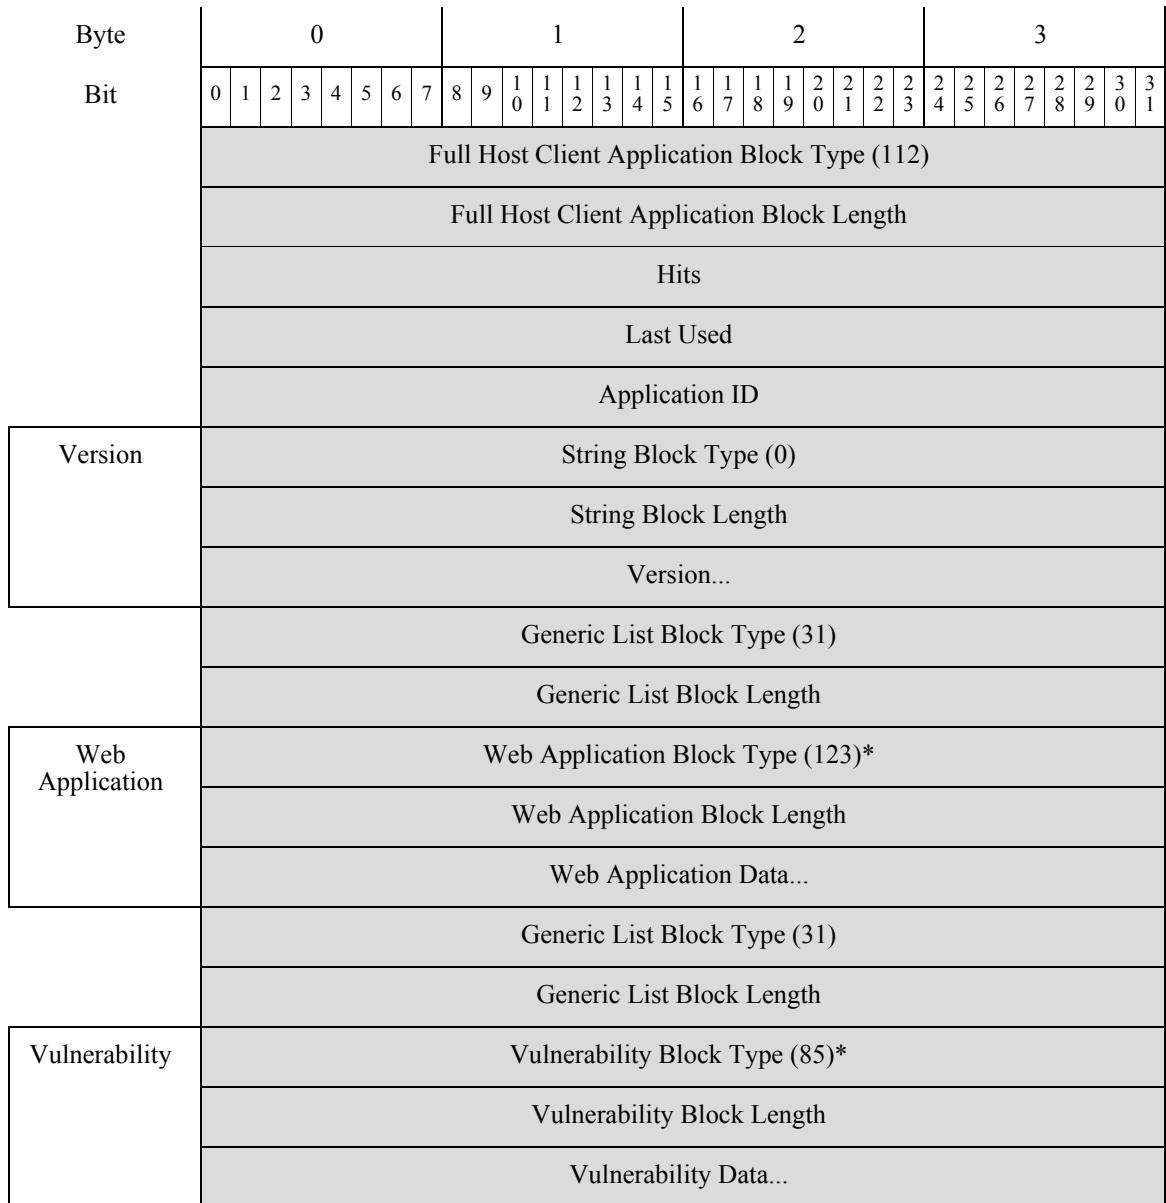 Byte 0 1 2 3
Bit 0 1 2 3 4 5 6 7 8 9 10 11 12 13 14 15 16 17 18 19 20 21 22 23 24 25 26 27 28 29 30 31
Full Host Client Application Block Type (112)
Full Host Client Application Block Length
Hits
Last Used
Application ID
Version String Block Type (0)
String Block Length
Version...
Generic List Block Type (31)
Generic List Block Length
Web
Application
Web Application Block Type (123)*
Web Application Block Length
Web Application Data...
Generic List Block Type (31)
Generic List Block Length
Vulnerability Vulnerability Block Type (85)*
Vulnerability Block Length
Vulnerability Data...